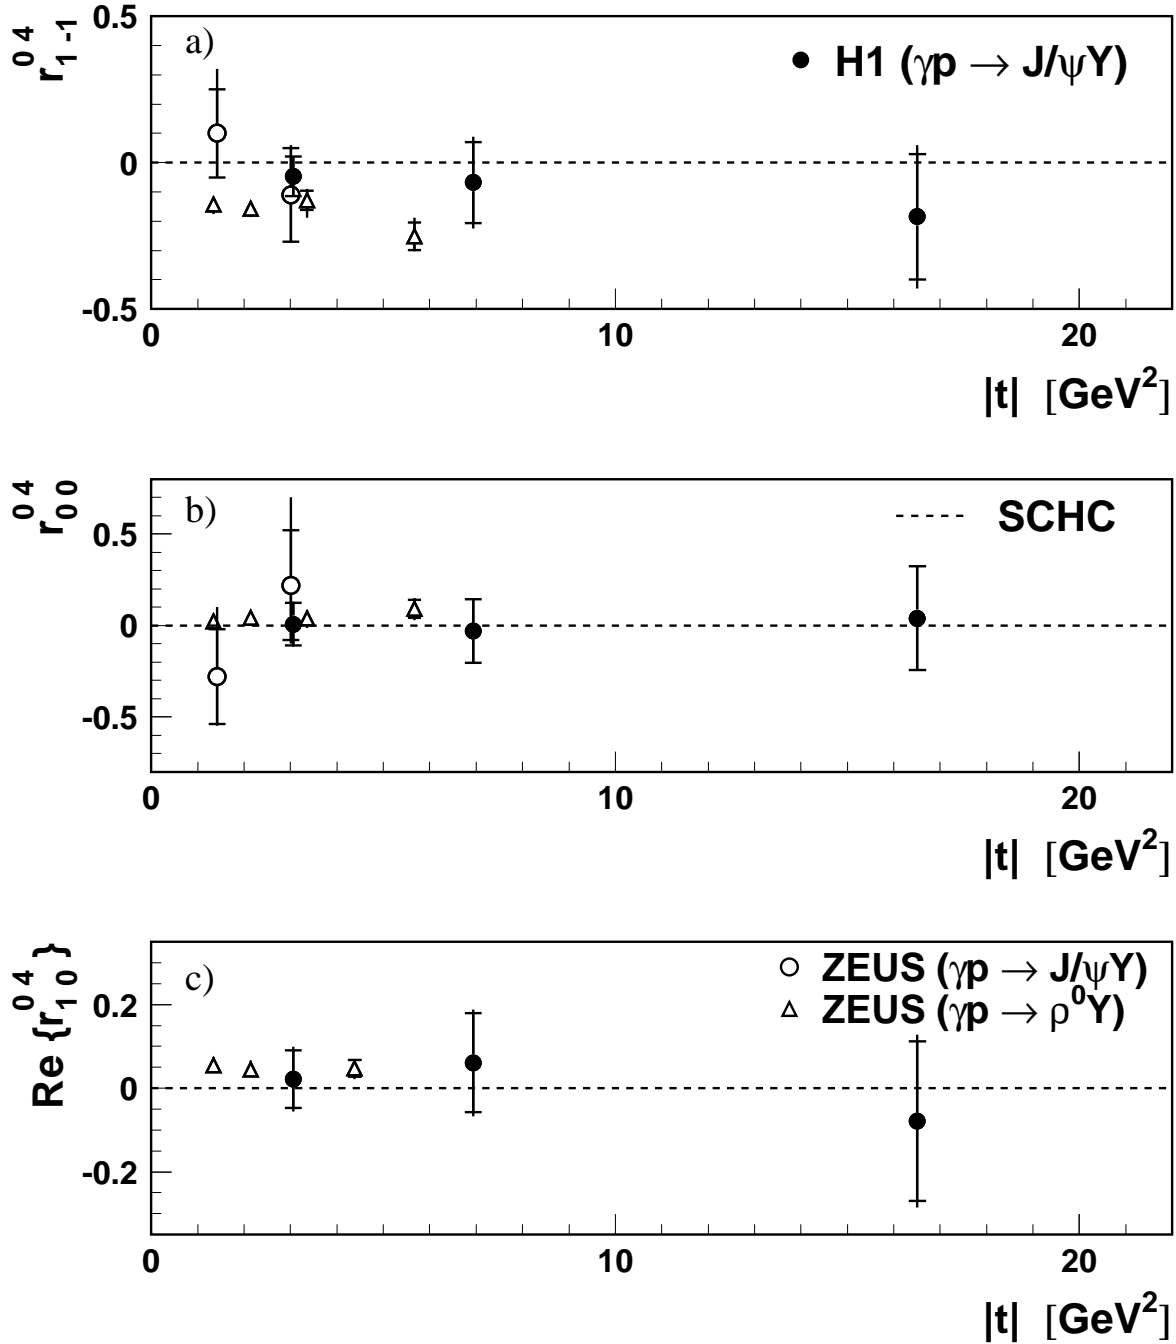 r⁰⁴₁₋₁
0.5
0
-0.5
a)
H1 (γp → J/ψY)
0 10 20
|t| [GeV²]
r⁰⁴₀₀
0.5
0
-0.5
b)
SCHC
0 10 20
|t| [GeV²]
Re {r⁰⁴₁₀}
0.2
0
-0.2
c)
ZEUS (γp → J/ψY)
ZEUS (γp → ρ⁰Y)
0 10 20
|t| [GeV²]